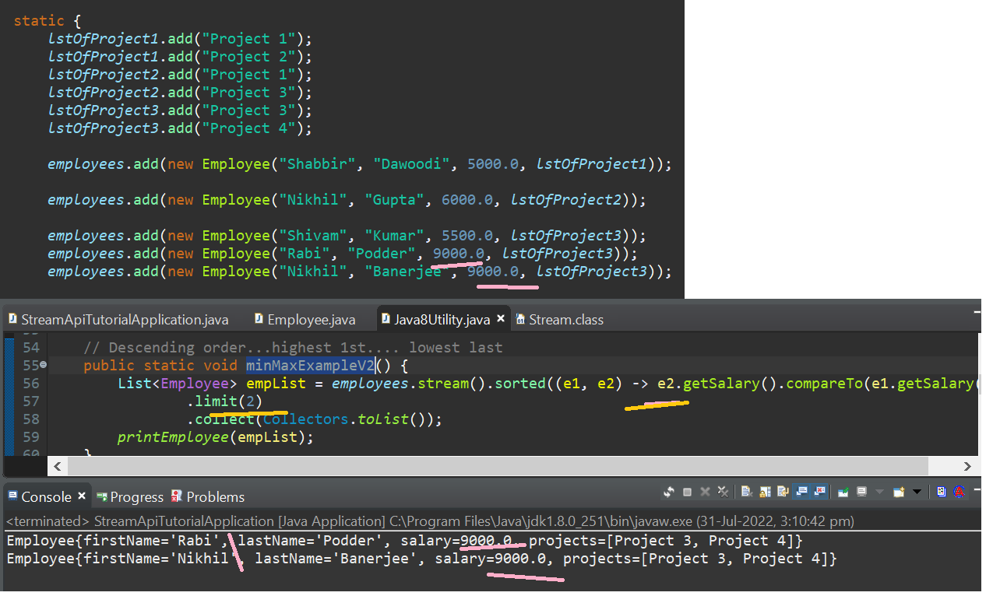 static {
lstOfProject1.add("Project 1");
lstOfProject1.add("Project 2");
lstOfProject2.add("Project 1");
lstOfProject2.add("Project 3");
lstOfProject3.add("Project 3");
lstOfProject3.add("Project 4");
employees.add(new Employee("Shabbir", "Dawoodi", 5000.0, lstOfProject1));
employees.add(new Employee("Nikhil", "Gupta", 6000.0, lstOfProject2));
employees.add(new Employee("Shivam", "Kumar", 5500.0, lstOfProject3));
employees.add(new Employee("Rabi", "Podder", 9000.0, lstOfProject3));
employees.add(new Employee("Nikhil", "Banerjee", 9000.0, lstOfProject3));
StreamApiTutorialApplication.java Employee.java Java8Utility.java Stream.class
54 // Descending order...highest 1st.... lowest last
55 public static void minMaxExampleV2() {
56 List<Employee> empList = employees.stream().sorted((e1, e2) -> e2.getSalary().compareTo(e1.getSalary(
57 .limit(2)
58 .collect(Collectors.toList());
59 printEmployee(empList);
60 }
Console Progress Problems
<terminated> StreamApiTutorialApplication [Java Application] C:\Program Files\Java\jdk1.8.0_251\bin\javaw.exe (31-Jul-2022, 3:10:42 pm)
Employee{firstName='Rabi', lastName='Podder', salary=9000.0, projects=[Project 3, Project 4]}
Employee{firstName='Nikhil', lastName='Banerjee', salary=9000.0, projects=[Project 3, Project 4]}